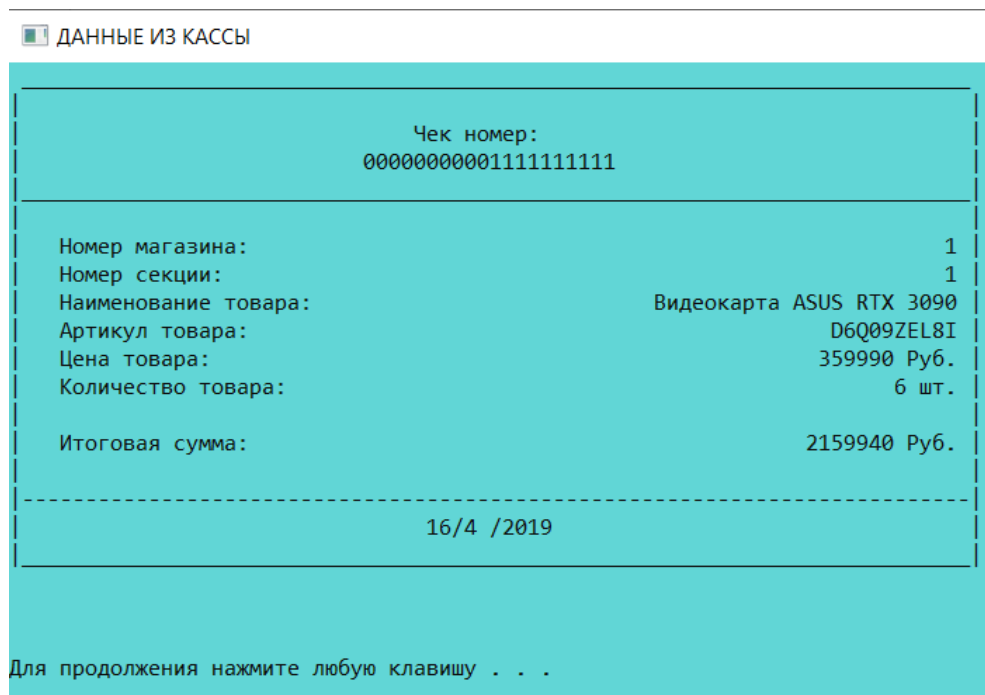 ДАННЫЕ ИЗ КАССЫ
Чек номер:
00000000001111111111
Номер магазина: 1
Номер секции: 1
Наименование товара: Видеокарта ASUS RTX 3090
Артикул товара: D6Q09ZEL8I
Цена товара: 359990 Руб.
Количество товара: 6 шт.
Итоговая сумма: 2159940 Руб.
16/4 /2019
Для продолжения нажмите любую клавишу . . .